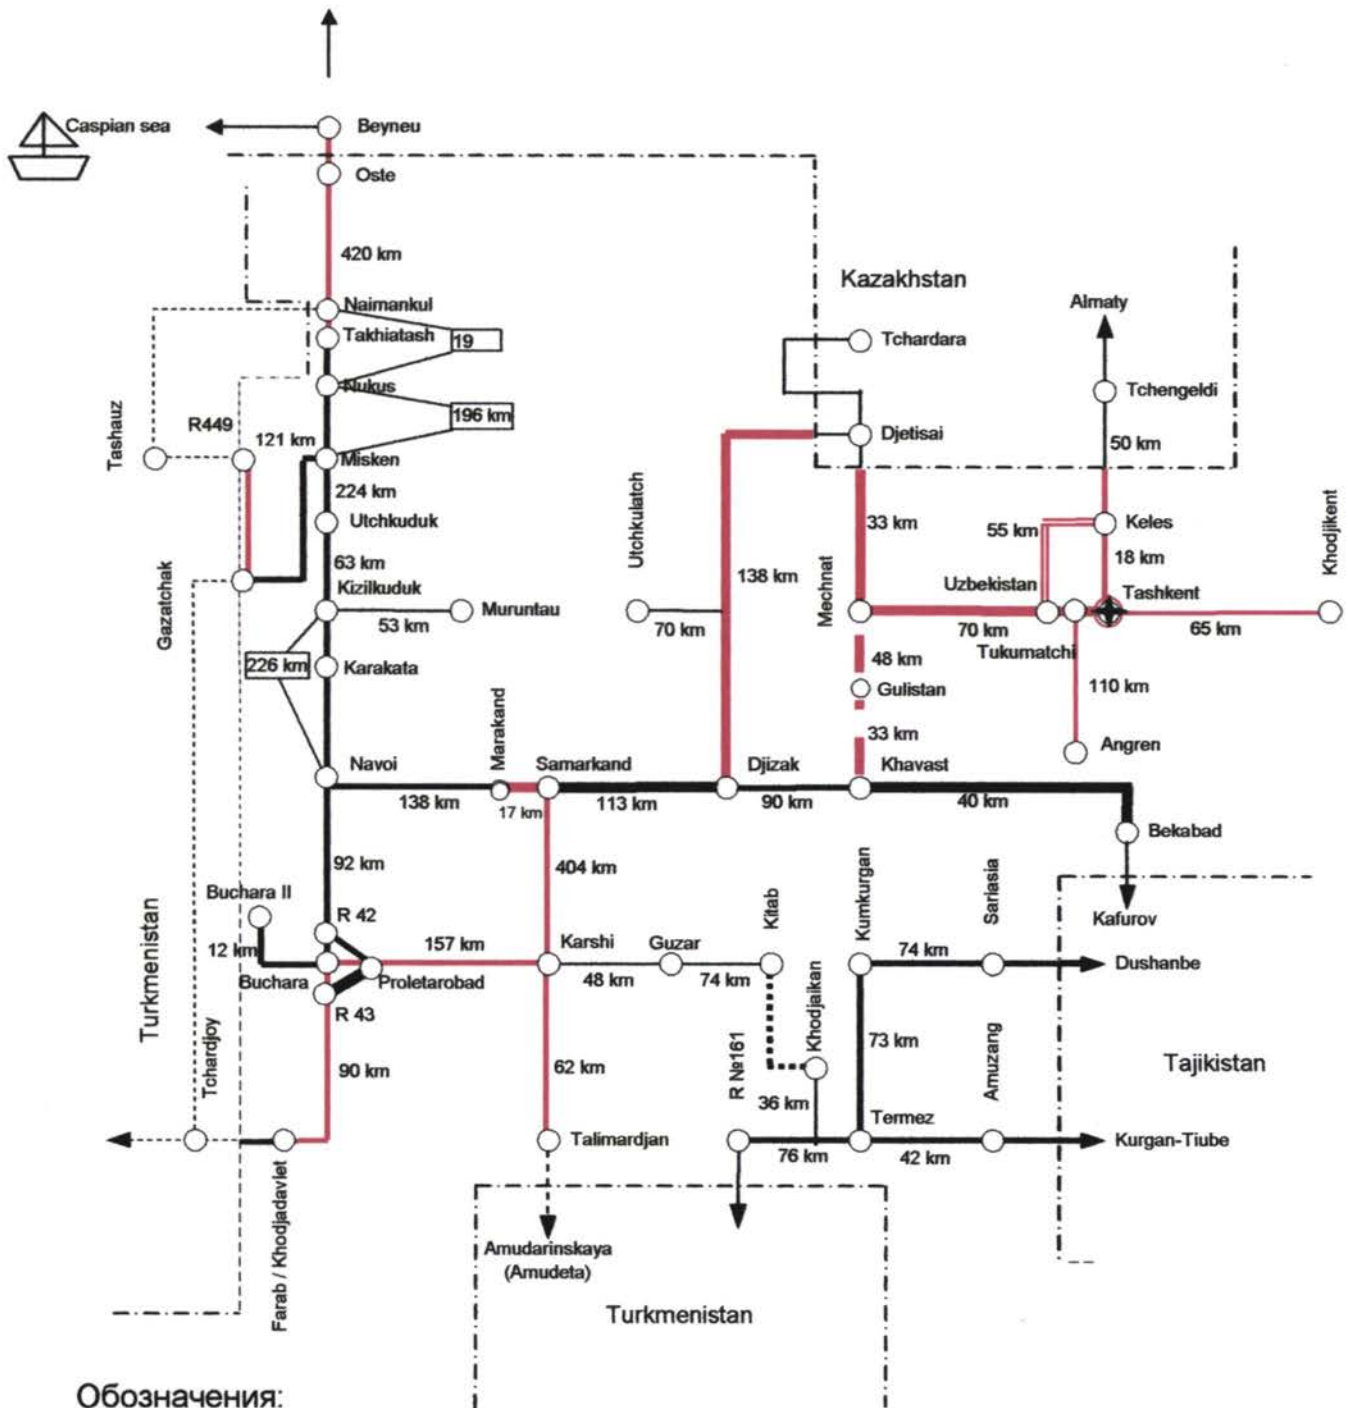 Caspian sea
Beyneu
Oste
420 km
Kazakhstan
Almaty
Naimankul
Takhiatash
19
Tchardara
Tchengeldi
Nukus
196 km
R449
121 km
Tashauz
Misken
Djetisai
50 km
224 km
Utchkuduk
Utchkulatch
33 km
55 km
Keles
Khodjikent
63 km
138 km
18 km
Gazatchak
Kizilkuduk
Muruntau
53 km
70 km
Mechnat
Uzbekistan
Tashkent
70 km
Tukumatchi
65 km
226 km
Karakata
48 km
Gulistan
110 km
Marakand
33 km
Angren
Navoi
Samarkand
Djizak
Khavast
138 km
17 km
113 km
90 km
40 km
Bekabad
92 km
404 km
Buchara II
R 42
Kitab
Kumkurgan
Sariasia
Kafurov
Turkmenistan
12 km
157 km
Karshi
Guzar
74 km
Dushanbe
Buchara
Proletarobad
48 km
74 km
R 43
Khodjaikan
Tchardjoy
90 km
62 km
R №161
73 km
Amuzang
Tajikistan
36 km
Termez
Talimardjan
76 km
42 km
Kurgan-Tiube
Farab / Khodjadavlet
Amudarinskaya
(Amudeta)
Turkmenistan
Обозначения: